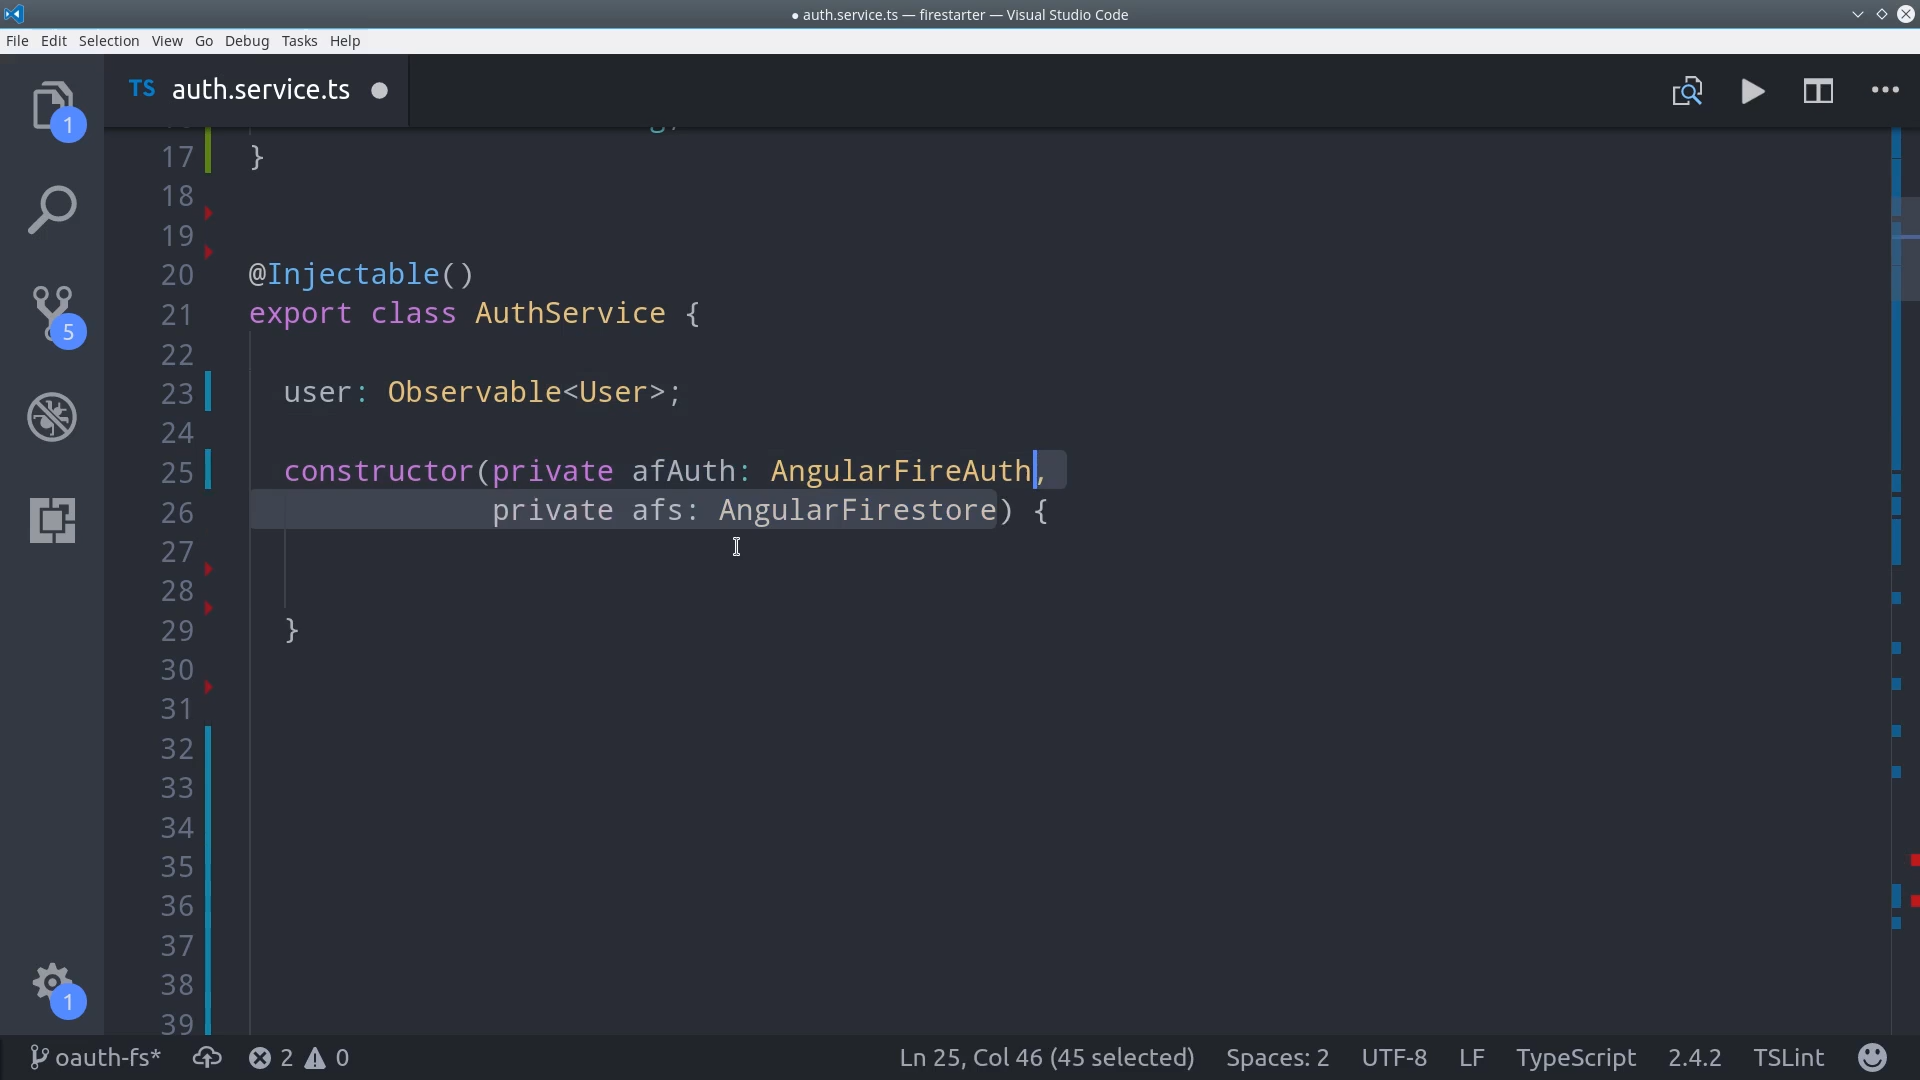 ● auth.service.ts — firestarter — Visual Studio Code
File Edit Selection View Go Debug Tasks Help
1 TS auth.service.ts
17 }
18
19
20 @Injectable()
21 export class AuthService {
22
5
23 user: Observable<User>;
24
25 constructor(private afAuth: AngularFireAuth,
26 private afs: AngularFirestore) {
27
28
29 }
30
31
32
33
34
35
36
37
38
1
39
oauth-fs* 2 0 Ln 25, Col 46 (45 selected) Spaces: 2 UTF-8 LF TypeScript 2.4.2 TSLint